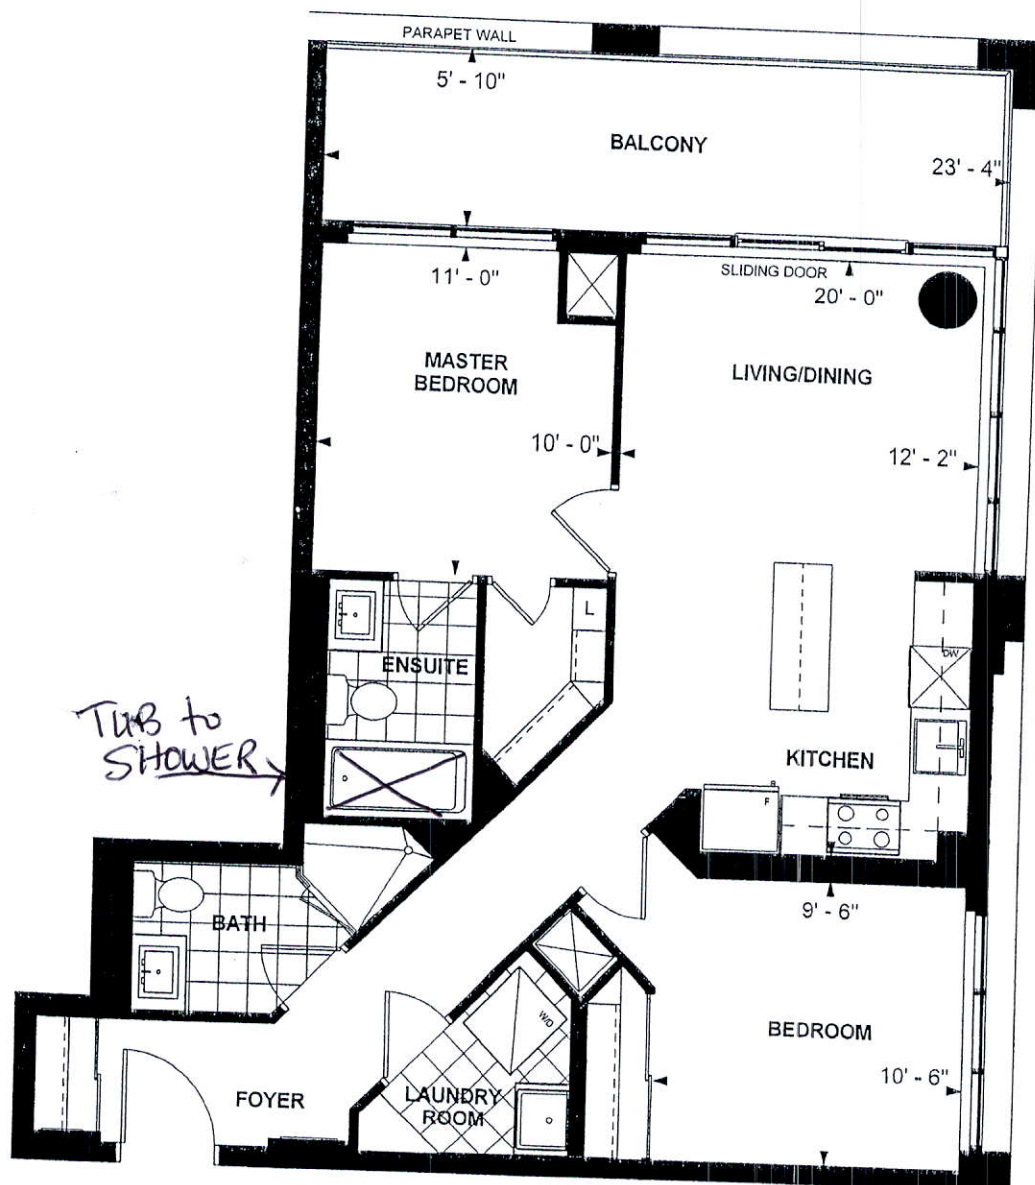 PARAPET WALL
5' - 10"
BALCONY
23' - 4"
11' - 0"
SLIDING DOOR
20' - 0"
MASTER
BEDROOM
LIVING/DINING
10' - 0"
12' - 2"
L
ENSUITE
DW
TUB to
SHOWER
KITCHEN
F
BATH
9' - 6"
W/D
BEDROOM
10' - 6"
FOYER
LAUNDRY
ROOM